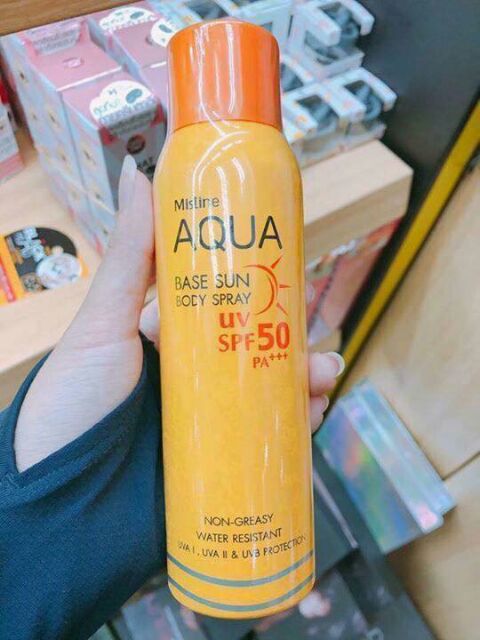 Mistine
AQUA
BASE SUN
BODY SPRAY
UV
SPF50
PA+++
NON-GREASY
WATER RESISTANT
UVA I, UVA II & UVB PROTECTION